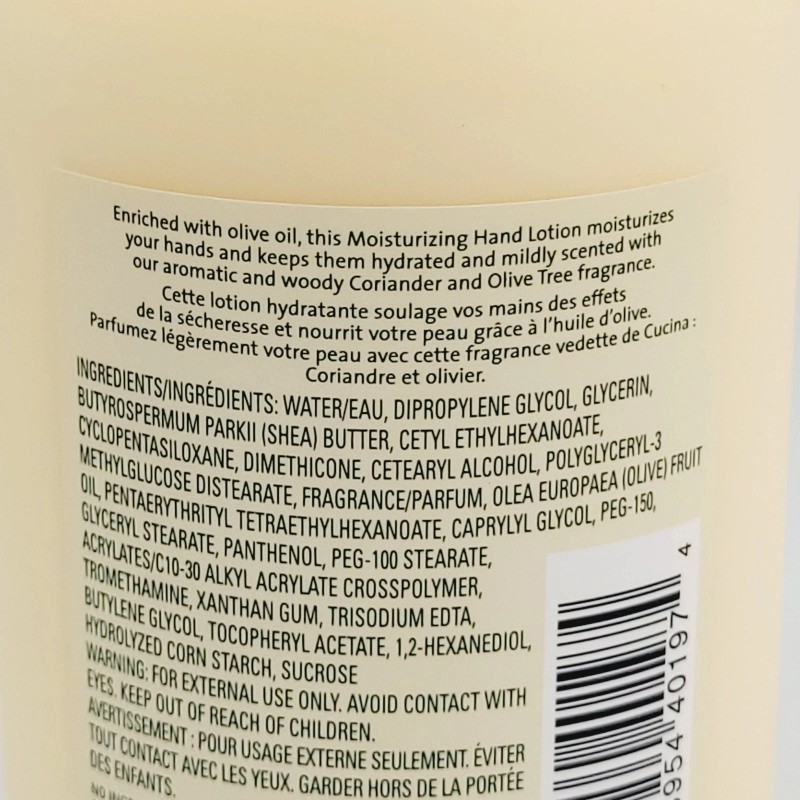 Enriched with olive oil, this Moisturizing Hand Lotion moisturizes
your hands and keeps them hydrated and mildly scented with
our aromatic and woody Coriander and Olive Tree fragrance.
Cette lotion hydratante soulage vos mains des effets
de la sécheresse et nourrit votre peau grâce à l'huile d'olive.
Parfumez légèrement votre peau avec cette fragrance vedette de Cucina :
Coriandre et olivier.
INGREDIENTS/INGRÉDIENTS: WATER/EAU, DIPROPYLENE GLYCOL, GLYCERIN,
BUTYROSPERMUM PARKII (SHEA) BUTTER, CETYL ETHYLHEXANOATE,
CYCLOPENTASILOXANE, DIMETHICONE, CETEARYL ALCOHOL, POLYGLYCERYL-3
METHYLGLUCOSE DISTEARATE, FRAGRANCE/PARFUM, OLEA EUROPAEA (OLIVE) FRUIT
OIL, PENTAERYTHRITYL TETRAETHYLHEXANOATE, CAPRYLYL GLYCOL, PEG-150,
GLYCERYL STEARATE, PANTHENOL, PEG-100 STEARATE,
ACRYLATES/C10-30 ALKYL ACRYLATE CROSSPOLYMER,
TROMETHAMINE, XANTHAN GUM, TRISODIUM EDTA,
BUTYLENE GLYCOL, TOCOPHERYL ACETATE, 1,2-HEXANEDIOL,
HYDROLYZED CORN STARCH, SUCROSE
WARNING: FOR EXTERNAL USE ONLY. AVOID CONTACT WITH
EYES. KEEP OUT OF REACH OF CHILDREN.
AVERTISSEMENT : POUR USAGE EXTERNE SEULEMENT. ÉVITER
TOUT CONTACT AVEC LES YEUX. GARDER HORS DE LA PORTÉE
DES ENFANTS.
NO
954 40197 4